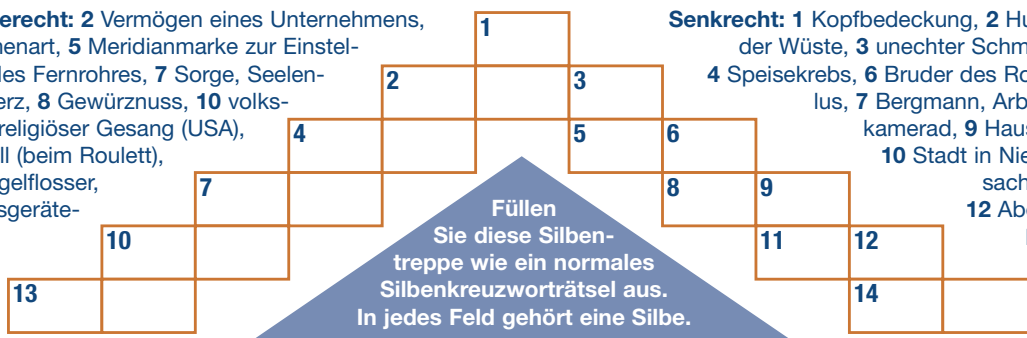 erecht: 2 Vermögen eines Unternehmens,
enart, 5 Meridianmarke zur Einstel-
des Fernrohres, 7 Sorge, Seelen-
erz, 8 Gewürznuss, 10 volks-
religiöser Gesang (USA),
ll (beim Roulett),
gelflosser,
sgeräte-
Senkrecht: 1 Kopfbedeckung, 2 Hu
der Wüste, 3 unechter Schm
4 Speisekrebs, 6 Bruder des Ro
lus, 7 Bergmann, Arb
kamerad, 9 Haus
10 Stadt in Nie
sach
12 Abe
1
2
3
4
5
6
7
8
9
10
11
12
13
14
Füllen
Sie diese Silben-
treppe wie ein normales
Silbenkreuzworträtsel aus.
In jedes Feld gehört eine Silbe.